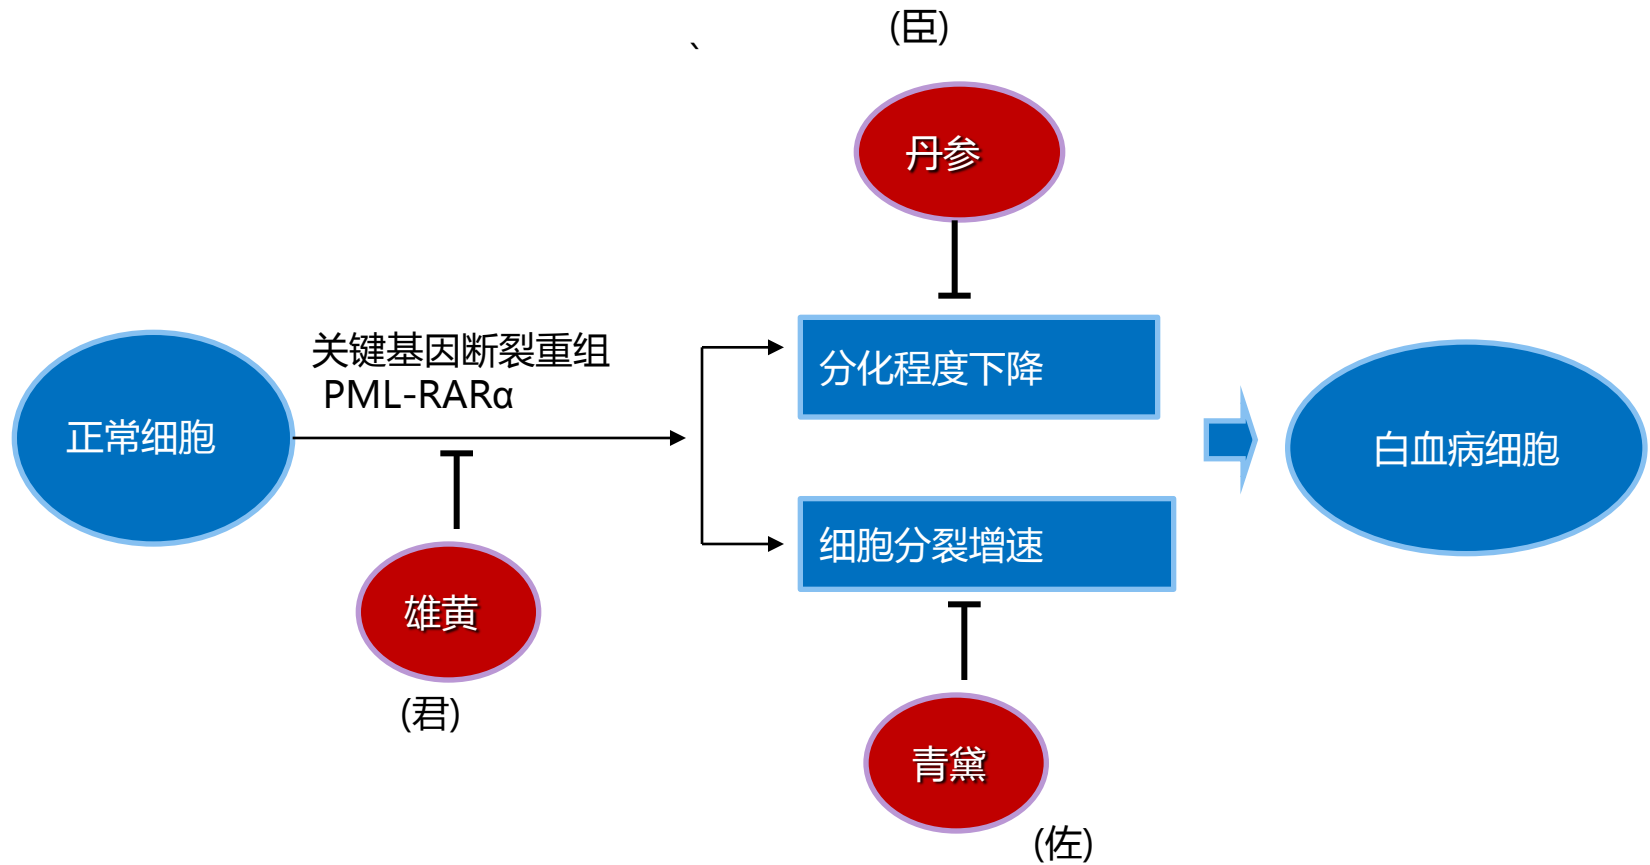 (臣)
、
丹参
关键基因断裂重组
PML-RARα
分化程度下降
正常细胞
白血病细胞
细胞分裂增速
雄黄
(君)
青黛
(佐)